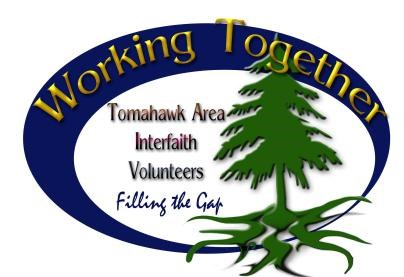 Working Together
Tomahawk Area
Interfaith
Volunteers
Filling the Gap